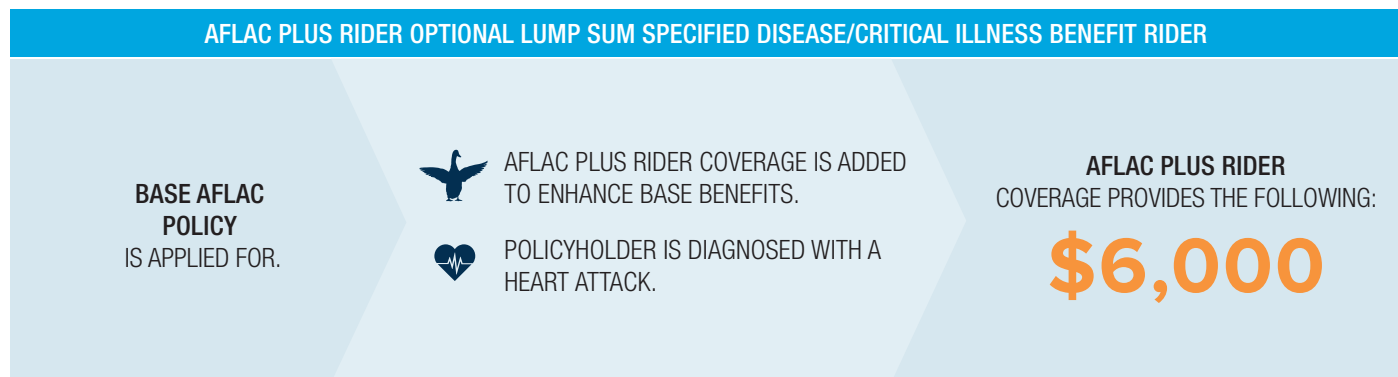 AFLAC PLUS RIDER OPTIONAL LUMP SUM SPECIFIED DISEASE/CRITICAL ILLNESS BENEFIT RIDER
BASE AFLAC
POLICY
IS APPLIED FOR.
AFLAC PLUS RIDER COVERAGE IS ADDED
TO ENHANCE BASE BENEFITS.
POLICYHOLDER IS DIAGNOSED WITH A
HEART ATTACK.
AFLAC PLUS RIDER
COVERAGE PROVIDES THE FOLLOWING:
$6,000